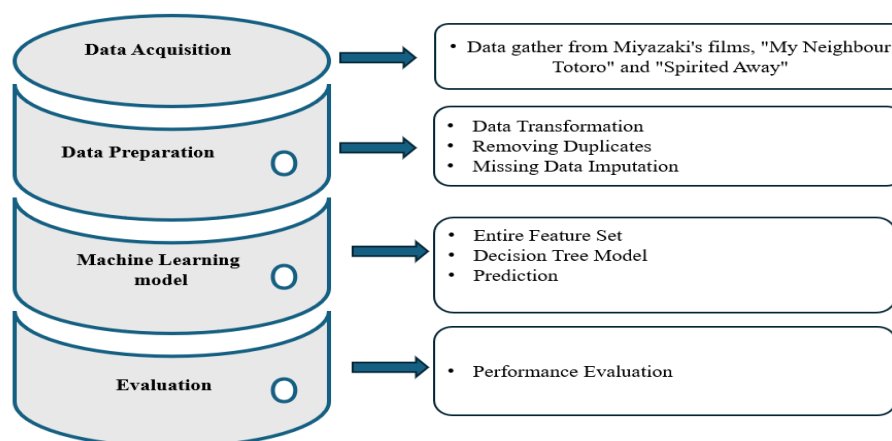 Data Acquisition
• Data gather from Miyazaki's films, "My Neighbour
Totoro" and "Spirited Away"
Data Preparation
• Data Transformation
• Removing Duplicates
• Missing Data Imputation
Machine Learning
model
• Entire Feature Set
• Decision Tree Model
• Prediction
Evaluation
• Performance Evaluation